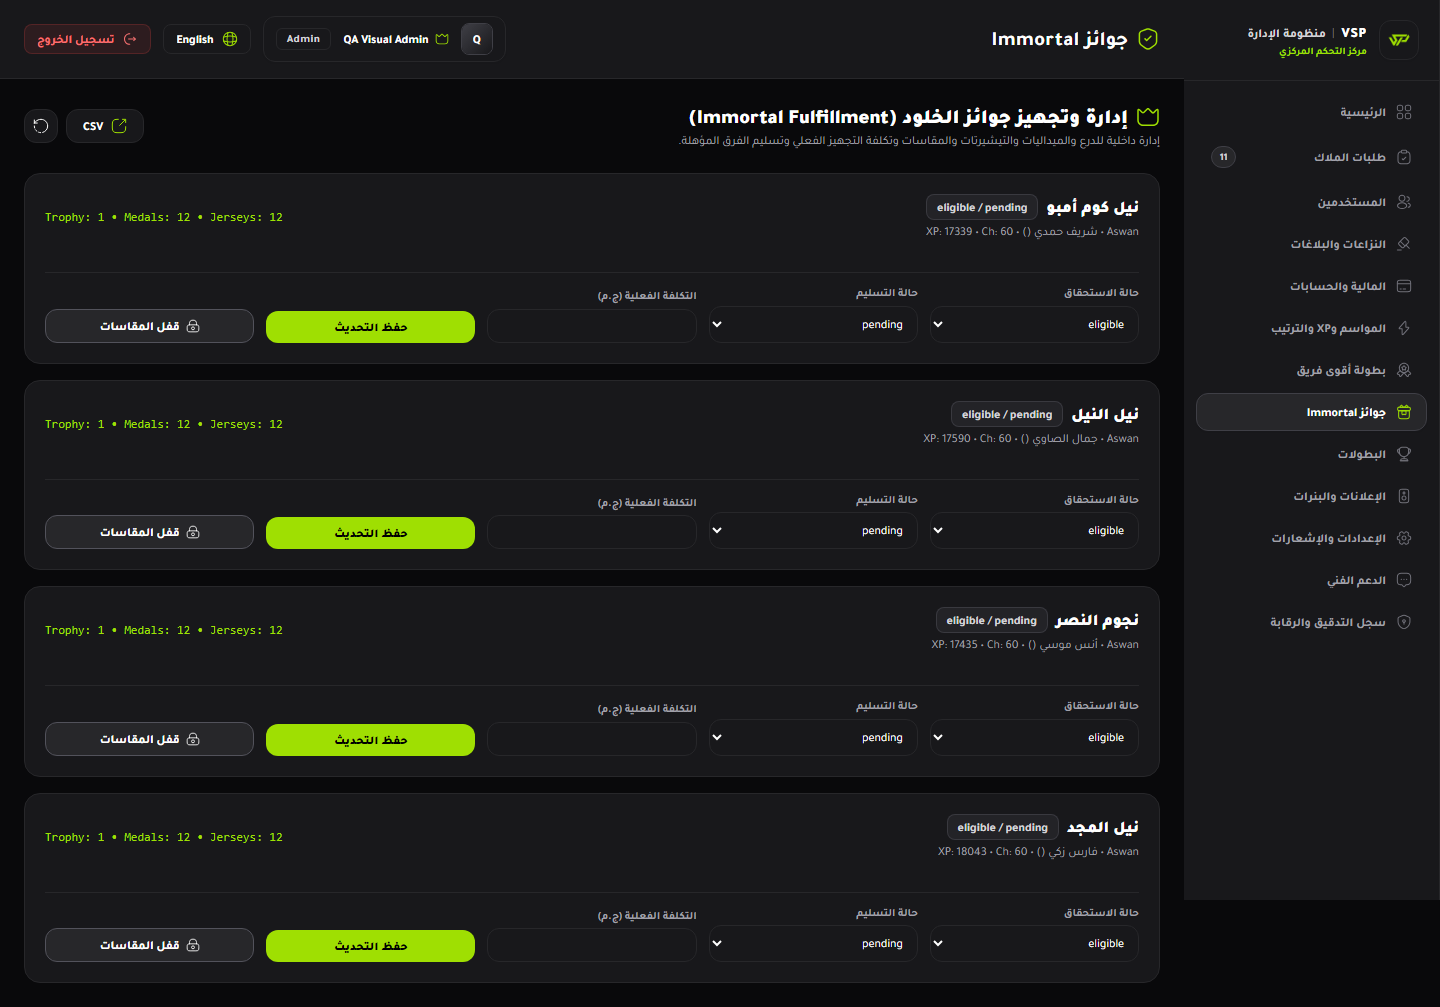 VSP | منظومة الإدارة
مركز التحكم المركزي
جوائز Immortal
Q
QA Visual Admin
Admin
English
تسجيل الخروج
الرئيسية
طلبات الملاك
11
المستخدمين
النزاعات والبلاغات
المالية والحسابات
المواسم وXP والترتيب
بطولة أقوى فريق
جوائز Immortal
البطولات
الإعلانات والبنرات
الإعدادات والإشعارات
الدعم الفني
سجل التدقيق والرقابة
إدارة وتجهيز جوائز الخلود (Immortal Fulfillment)
إدارة داخلية للدرع والميداليات والتيشيرتات والمقاسات وتكلفة التجهيز الفعلي وتسليم الفرق المؤهلة.
CSV
نيل كوم أمبو
eligible / pending
Aswan • شريف حمدي () • XP: 17339 • Ch: 60
Trophy: 1 • Medals: 12 • Jerseys: 12
حالة الاستحقاق
eligible
حالة التسليم
pending
التكلفة الفعلية (ج.م)
حفظ التحديث
قفل المقاسات
نيل النيل
eligible / pending
Aswan • جمال الصاوي () • XP: 17590 • Ch: 60
Trophy: 1 • Medals: 12 • Jerseys: 12
حالة الاستحقاق
eligible
حالة التسليم
pending
التكلفة الفعلية (ج.م)
حفظ التحديث
قفل المقاسات
نجوم النصر
eligible / pending
Aswan • أنس موسي () • XP: 17435 • Ch: 60
Trophy: 1 • Medals: 12 • Jerseys: 12
حالة الاستحقاق
eligible
حالة التسليم
pending
التكلفة الفعلية (ج.م)
حفظ التحديث
قفل المقاسات
نيل المجد
eligible / pending
Aswan • فارس زكي () • XP: 18043 • Ch: 60
Trophy: 1 • Medals: 12 • Jerseys: 12
حالة الاستحقاق
eligible
حالة التسليم
pending
التكلفة الفعلية (ج.م)
حفظ التحديث
قفل المقاسات